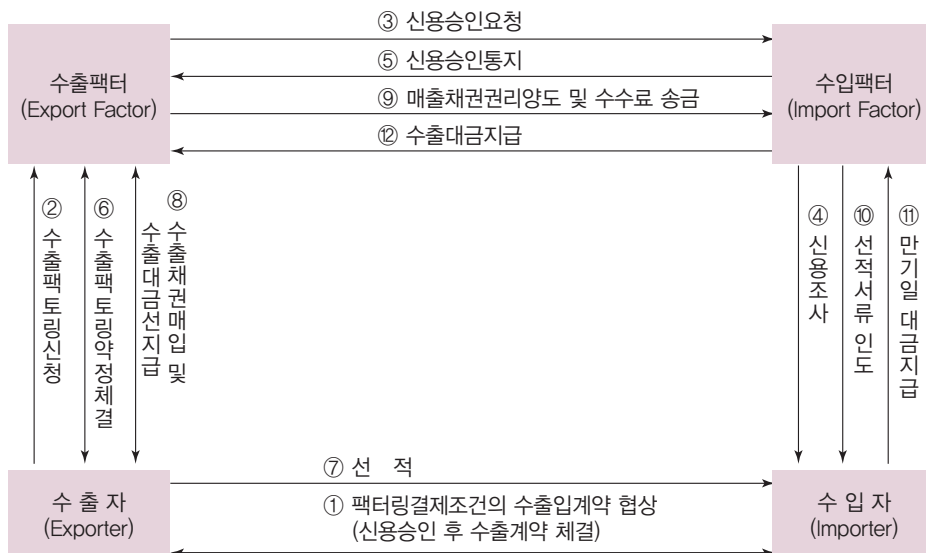 ③ 신용승인요청
⑤ 신용승인통지
⑨ 매출채권권리양도 및 수수료 송금
⑫ 수출대금지급
수출팩터
(Export Factor)
수입팩터
(Import Factor)
② 수출팩토링신청
⑥ 수출팩토링약정체결
⑧ 수출채권매입 및
수출대금선지급
④ 신용조사
⑩ 선적서류 인도
⑪ 만기일 대금지급
⑦ 선 적
① 팩터링결제조건의 수출입계약 협상
(신용승인 후 수출계약 체결)
수 출 자
(Exporter)
수 입 자
(Importer)